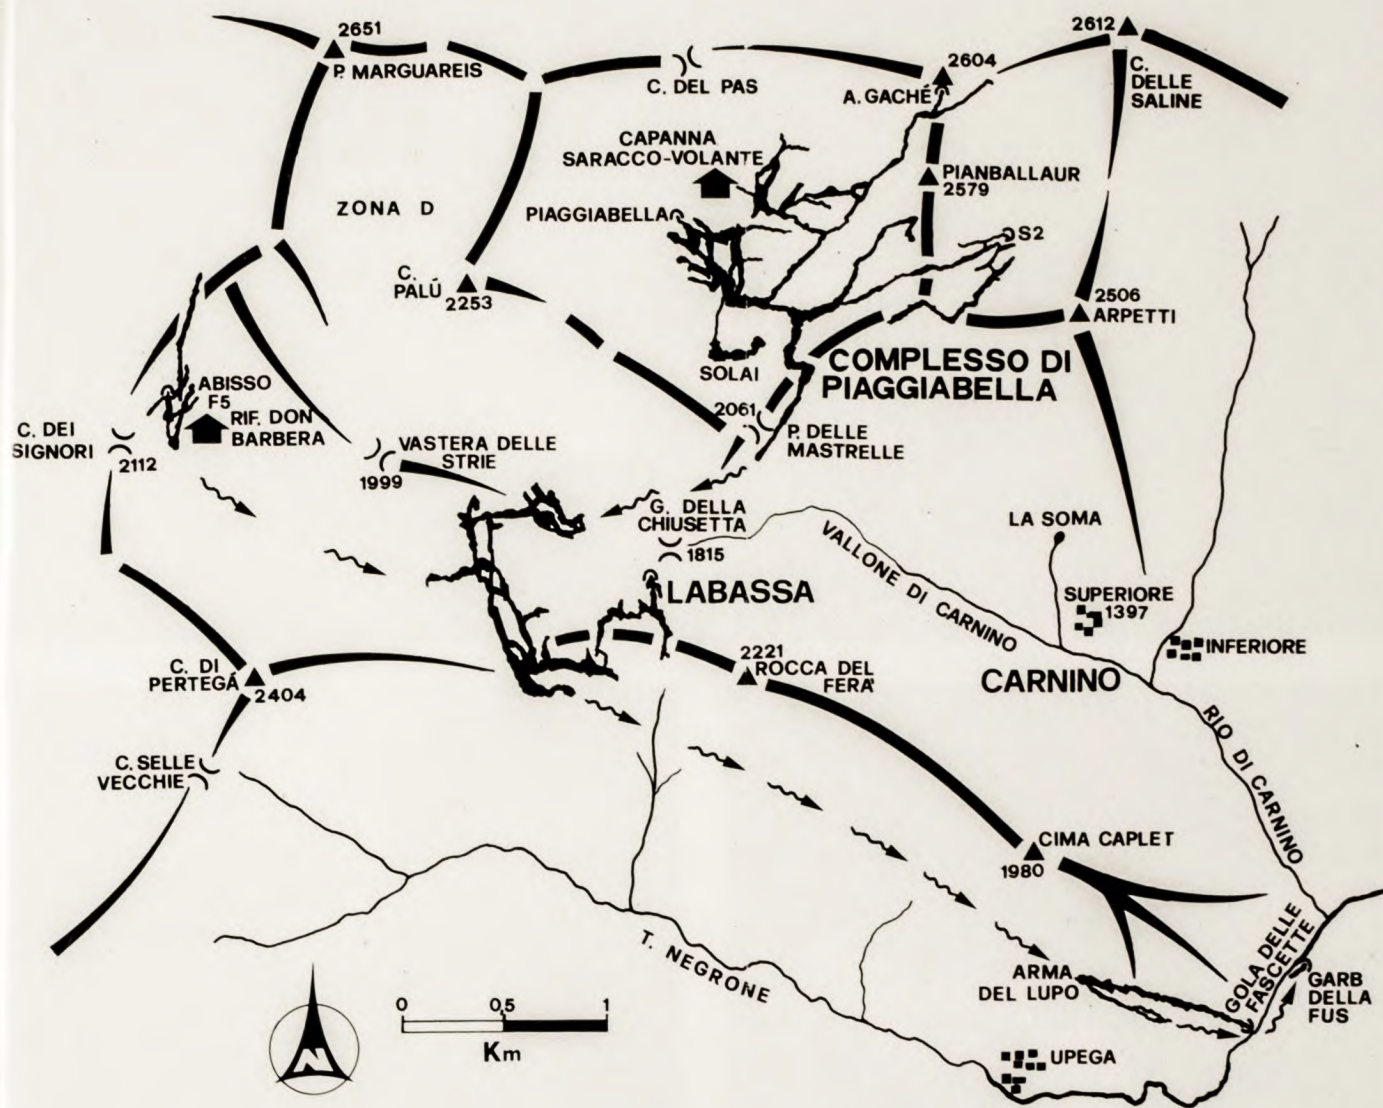 2651
P. MARGUAREIS
C. DEL PAS
2604
A. GACHÉ
2612
C.
DELLE
SALINE
CAPANNA
SARACCO-VOLANTE
PIANBALLAUR
2579
ZONA D
PIAGGIABELLA
S2
C.
PALÚ
2253
2506
ARPETTI
SOLAI
COMPLESSO DI
PIAGGIABELLA
ABISSO
F5
RIF. DON
BARBERA
C. DEI
SIGNORI
2112
2061
P. DELLE
MASTRELLE
VASTERA DELLE
STRIE
1999
G. DELLA
CHIUSETTA
1815
LA SOMA
VALLONE DI CARNINO
LABASSA
SUPERIORE
1397
INFERIORE
C. DI
PERTEGÁ
2404
2221
ROCCA DEL
FERA'
CARNINO
RIO DI CARNINO
C. SELLE
VECCHIE
CIMA CAPLET
1980
T. NEGRONE
ARMA
DEL LUPO
GOLA DELLE
FASCETTE
GARB
DELLA
FUS
0 0,5 1
Km
N
UPEGA